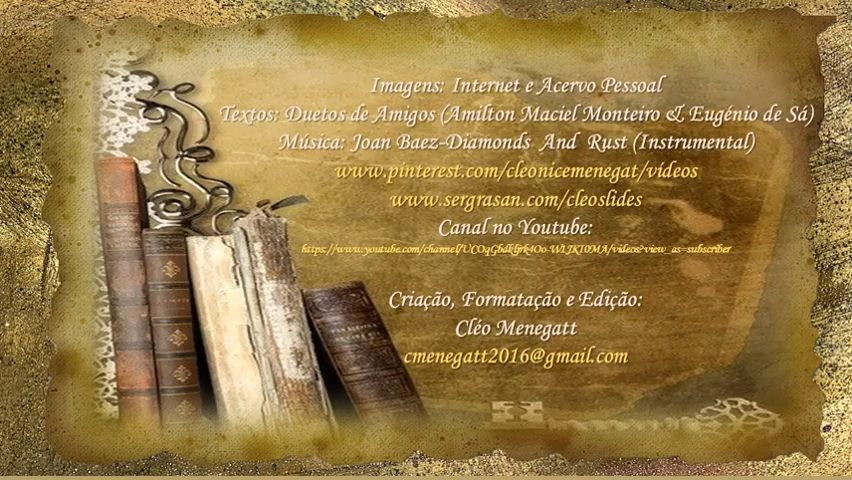 Imagens: Internet e Acervo Pessoal
Textos: Duetos de Amigos (Amilton Maciel Monteiro & Eugénio de Sá)
Música: Joan Baez-Diamonds And Rust (Instrumental)
www.pinterest.com/cleonicemenegat/vídeos
www.sergrasan.com/cleoslides
Canal no Youtube:
Criação, Formatação e Edição:
Cléo Menegatt
cmenegatt2016@gmail.com